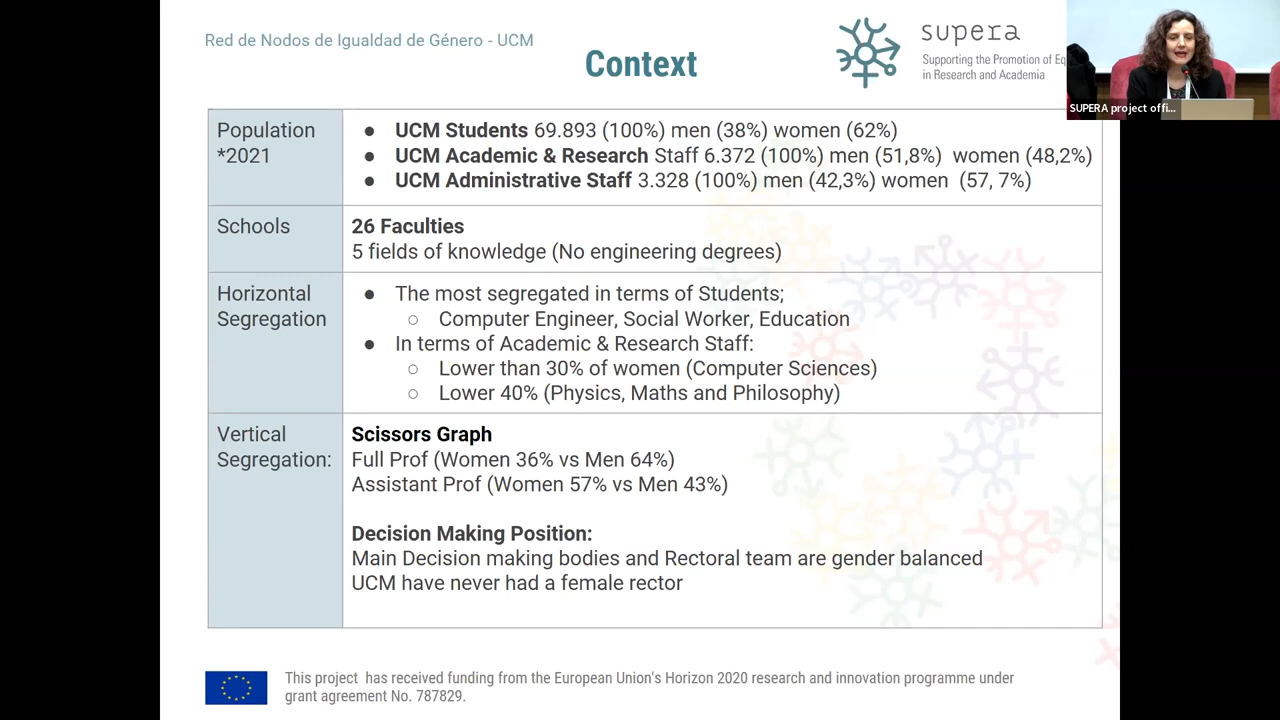 Red de Nodos de Igualdad de Género - UCM
Context
supera
Supporting the Promotion of Eq
in Research and Academia
SUPERA project offi...
Population
*2021
● UCM Students 69.893 (100%) men (38%) women (62%)
● UCM Academic & Research Staff 6.372 (100%) men (51,8%) women (48,2%)
● UCM Administrative Staff 3.328 (100%) men (42,3%) women (57, 7%)
Schools
26 Faculties
5 fields of knowledge (No engineering degrees)
Horizontal
Segregation
● The most segregated in terms of Students;
○ Computer Engineer, Social Worker, Education
● In terms of Academic & Research Staff:
○ Lower than 30% of women (Computer Sciences)
○ Lower 40% (Physics, Maths and Philosophy)
Vertical
Segregation:
Scissors Graph
Full Prof (Women 36% vs Men 64%)
Assistant Prof (Women 57% vs Men 43%)
Decision Making Position:
Main Decision making bodies and Rectoral team are gender balanced
UCM have never had a female rector
This project has received funding from the European Union's Horizon 2020 research and innovation programme under
grant agreement No. 787829.